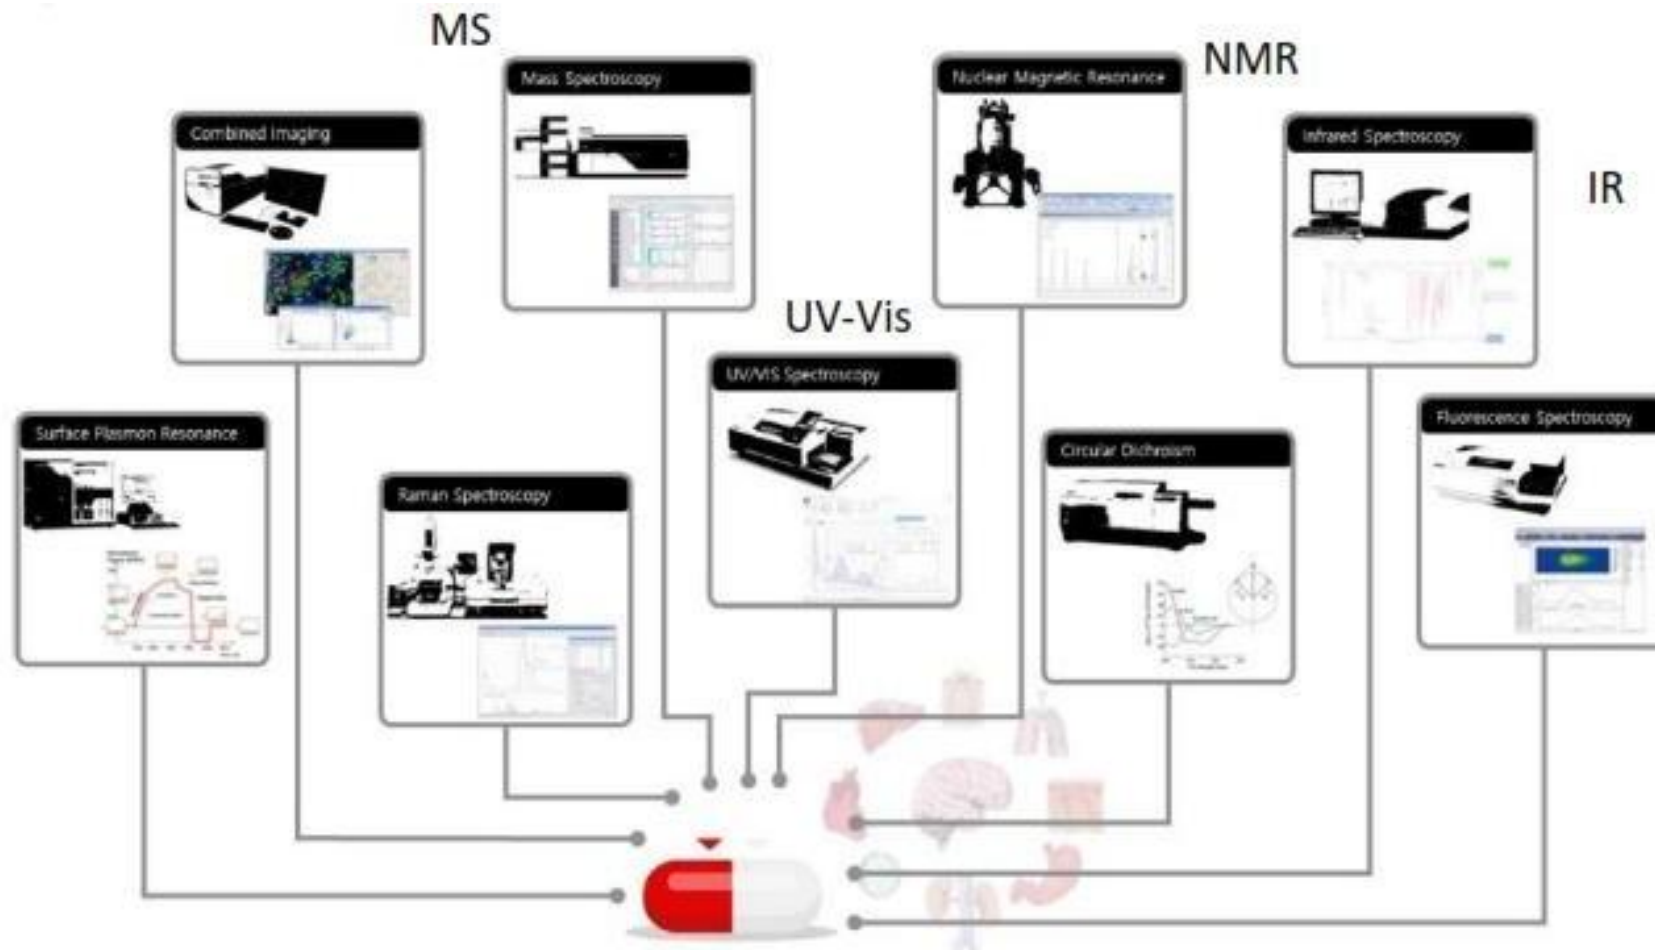 MS
NMR
Mass Spectroscopy
Nuclear Magnetic Resonance
Combined Imaging
Infrared Spectroscopy
IR
UV-Vis
UV/VIS Spectroscopy
Fluorescence Spectroscopy
Surface Plasmon Resonance
Circular Dichroism
Raman Spectroscopy